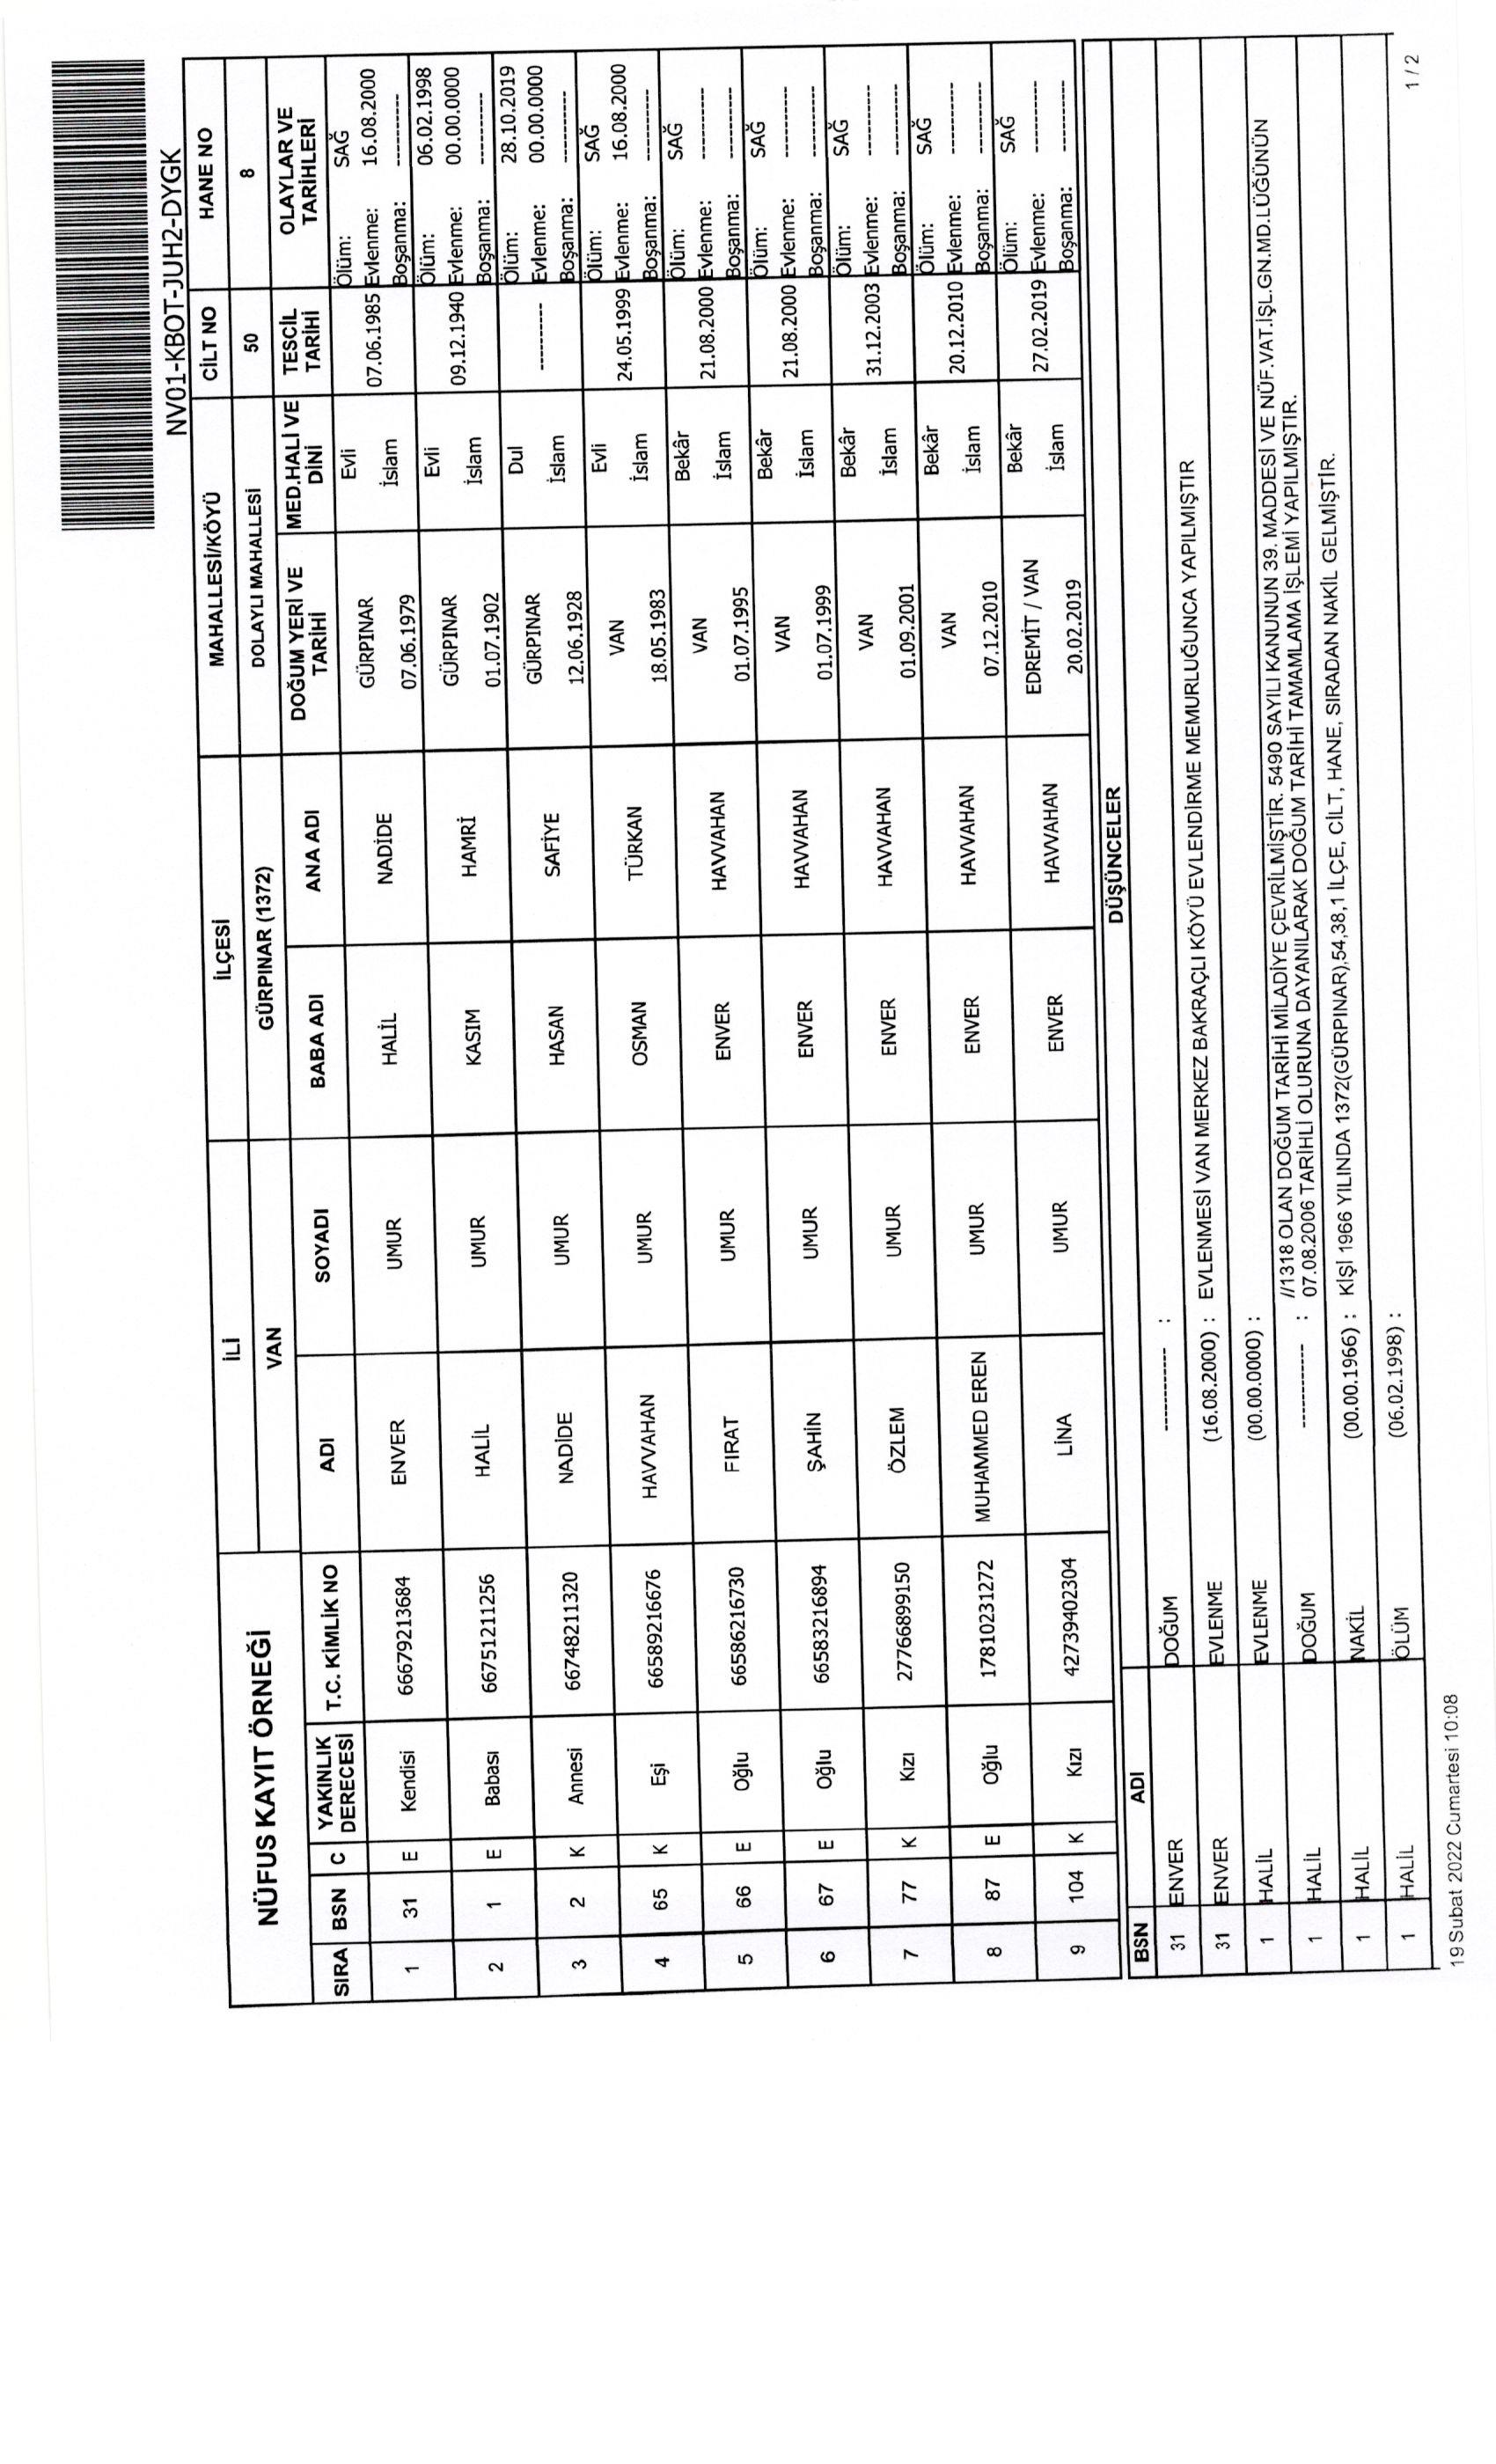 NV01-KBOT-JUH2-DYGK
NÜFUS KAYIT ÖRNEĞİ İLİ İLÇESİ MAHALLESİ/KÖYÜ CİLT NO HANE NO
VAN GÜRPINAR (1372) DOLAYLI MAHALLESİ 50 8
SIRA BSN C YAKINLIK DERECESİ T.C. KİMLİK NO ADI SOYADI BABA ADI ANA ADI DOĞUM YERİ VE TARİHİ MED.HALİ VE DİNİ TESCİL TARİHİ OLAYLAR VE TARİHLERİ
1 31 E Kendisi 66679213684 ENVER UMUR HALİL NADİDE GÜRPINAR 07.06.1979 Evli İslam 07.06.1985 Ölüm: SAĞ Evlenme: 16.08.2000 Boşanma: ----------
2 1 E Babası 66751211256 HALİL UMUR KASIM HAMRİ GÜRPINAR 01.07.1902 Evli İslam 09.12.1940 Ölüm: 06.02.1998 Evlenme: 00.00.0000 Boşanma: ----------
3 2 K Annesi 66748211320 NADİDE UMUR HASAN SAFİYE GÜRPINAR 12.06.1928 Dul İslam ---------- Ölüm: 28.10.2019 Evlenme: 00.00.0000 Boşanma: ----------
4 65 K Eşi 66589216676 HAVVAHAN UMUR OSMAN TÜRKAN VAN 18.05.1983 Evli İslam 24.05.1999 Ölüm: SAĞ Evlenme: 16.08.2000 Boşanma: ----------
5 66 E Oğlu 66586216730 FIRAT UMUR ENVER HAVVAHAN VAN 01.07.1995 Bekâr İslam 21.08.2000 Ölüm: SAĞ Evlenme: ---------- Boşanma: ----------
6 67 E Oğlu 66583216894 ŞAHİN UMUR ENVER HAVVAHAN VAN 01.07.1999 Bekâr İslam 21.08.2000 Ölüm: SAĞ Evlenme: ---------- Boşanma: ----------
7 77 K Kızı 27766899150 ÖZLEM UMUR ENVER HAVVAHAN VAN 01.09.2001 Bekâr İslam 31.12.2003 Ölüm: SAĞ Evlenme: ---------- Boşanma: ----------
8 87 E Oğlu 17810231272 MUHAMMED EREN UMUR ENVER HAVVAHAN VAN 07.12.2010 Bekâr İslam 20.12.2010 Ölüm: SAĞ Evlenme: ---------- Boşanma: ----------
9 104 K Kızı 42739402304 LİNA UMUR ENVER HAVVAHAN EDREMİT / VAN 20.02.2019 Bekâr İslam 27.02.2019 Ölüm: SAĞ Evlenme: ---------- Boşanma: ----------
BSN ADI DÜŞÜNCELER
31 ENVER DOĞUM ---------- :
31 ENVER EVLENME (16.08.2000) : EVLENMESİ VAN MERKEZ BAKRAÇLI KÖYÜ EVLENDİRME MEMURLUĞUNCA YAPILMIŞTIR
1 HALİL EVLENME (00.00.0000) :
1 HALİL DOĞUM ---------- : //1318 OLAN DOĞUM TARİHİ MİLADİYE ÇEVRİLMİŞTİR. 5490 SAYILI KANUNUN 39. MADDESİ VE NÜF.VAT.İŞL.GN.MD.LÜĞÜNÜN
07.08.2006 TARİHLİ OLURUNA DAYANILARAK DOĞUM TARİHİ TAMAMLAMA İŞLEMİ YAPILMIŞTIR.
1 HALİL NAKİL (00.00.1966) : KİŞİ 1966 YILINDA 1372(GÜRPINAR),54,38,1 İLÇE, CİLT, HANE, SIRADAN NAKİL GELMİŞTİR.
1 HALİL ÖLÜM (06.02.1998) :
19 Subat 2022 Cumartesi 10:08 1 / 2